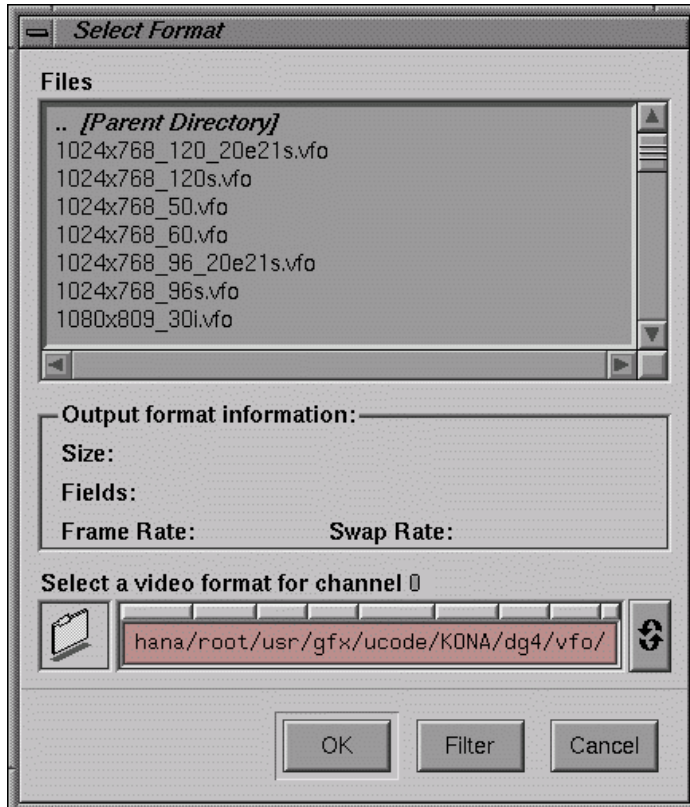 Select Format
Files
.. [Parent Directory]
1024x768_120_20e21s.vfo
1024x768_120s.vfo
1024x768_50.vfo
1024x768_60.vfo
1024x768_96_20e21s.vfo
1024x768_96s.vfo
1080x809_30i.vfo
Output format information:
Size:
Fields:
Frame Rate: Swap Rate:
Select a video format for channel 0
hana/root/usr/gfx/ucode/KONA/dg4/vfo/
OK Filter Cancel